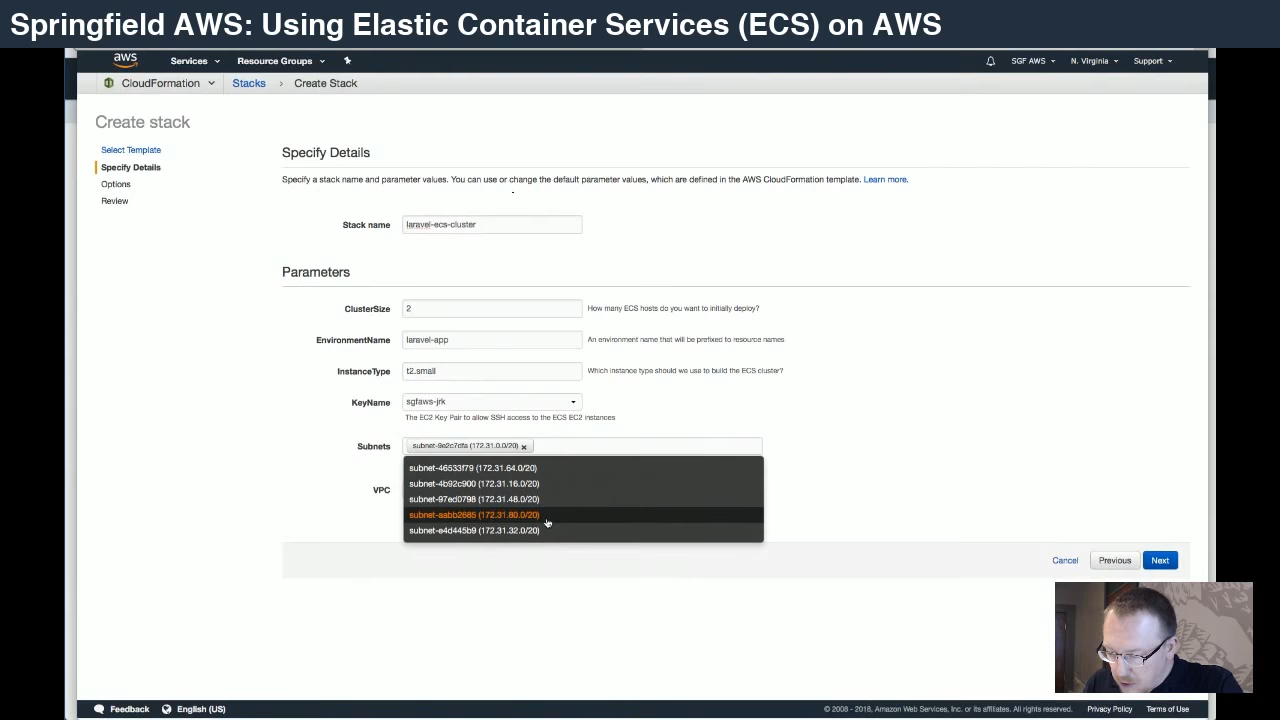 Springfield AWS: Using Elastic Container Services (ECS) on AWS
aws Services Resource Groups SGF AWS N. Virginia Support
CloudFormation Stacks > Create Stack
Create stack
Select Template
Specify Details
Options
Review
Specify Details
Specify a stack name and parameter values. You can use or change the default parameter values, which are defined in the AWS CloudFormation template. Learn more.
Stack name laravel-ecs-cluster
Parameters
ClusterSize 2 How many ECS hosts do you want to initially deploy?
EnvironmentName laravel-app An environment name that will be prefixed to resource names
InstanceType t2.small Which instance type should we use to build the ECS cluster?
KeyName sgfaws-jrk
The EC2 Key Pair to allow SSH access to the ECS EC2 instances
Subnets subnet-9e2c7dfa (172.31.0.0/20) ×
subnet-46533f79 (172.31.64.0/20)
subnet-4b92c900 (172.31.16.0/20)
VPC
subnet-97ed0798 (172.31.48.0/20)
subnet-aabb2685 (172.31.80.0/20)
subnet-e4d445b9 (172.31.32.0/20)
Cancel Previous Next
Feedback English (US) © 2008 - 2018, Amazon Web Services, Inc. or its affiliates. All rights reserved. Privacy Policy Terms of Use